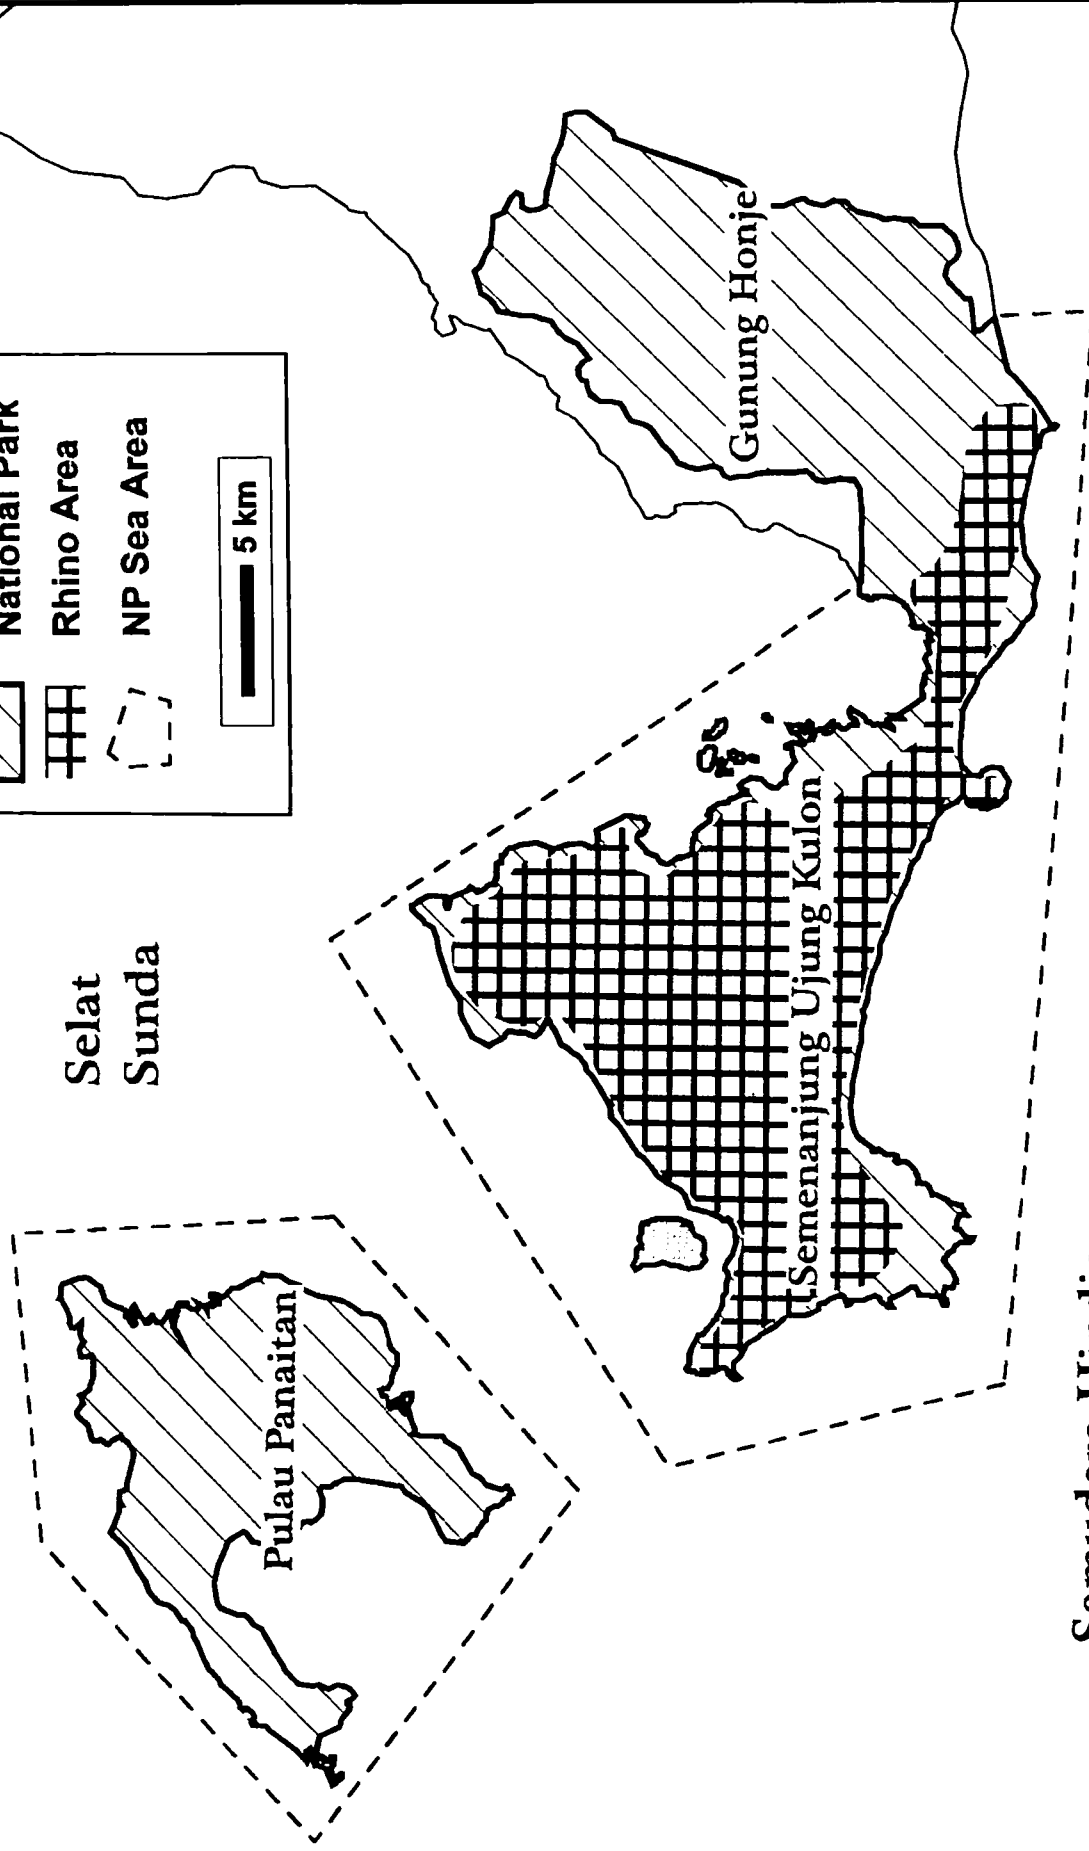 National Park
Rhino Area
NP Sea Area
5 km
Selat
Sunda
Pulau Panaitan
Gunung Honje
Semenanjung Ujung Kulon